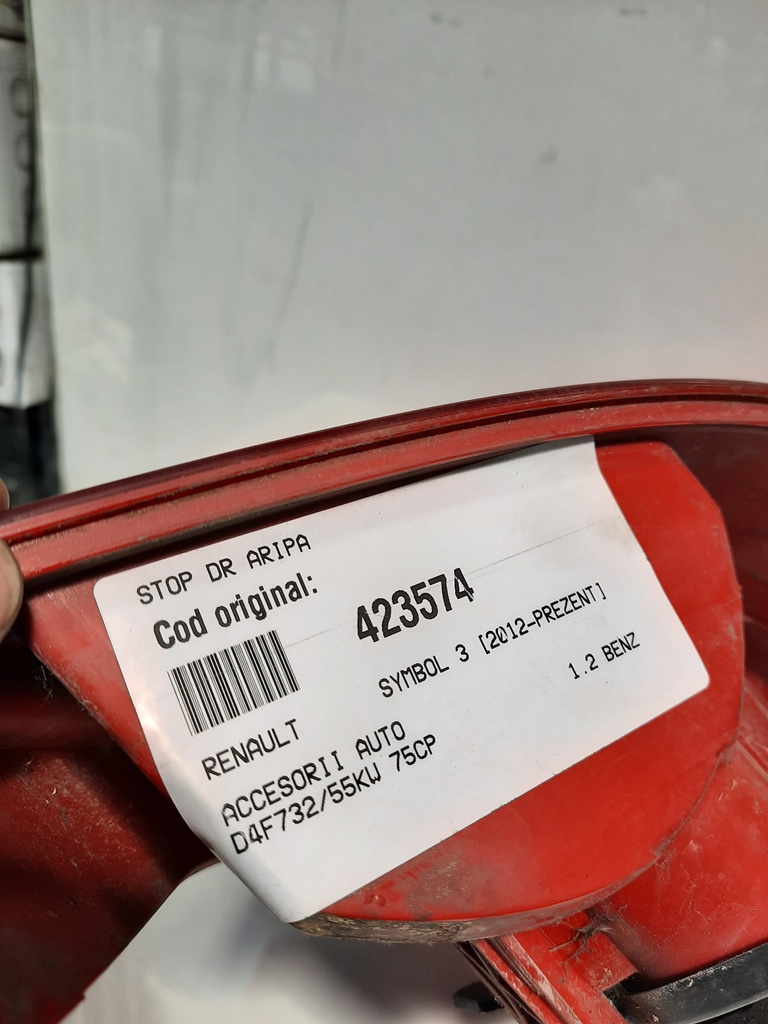 STOP DR ARIPA
Cod original:
423574
RENAULT
SYMBOL 3 [2012-PREZENT]
ACCESORII AUTO
1.2 BENZ
D4F732/55KW 75CP